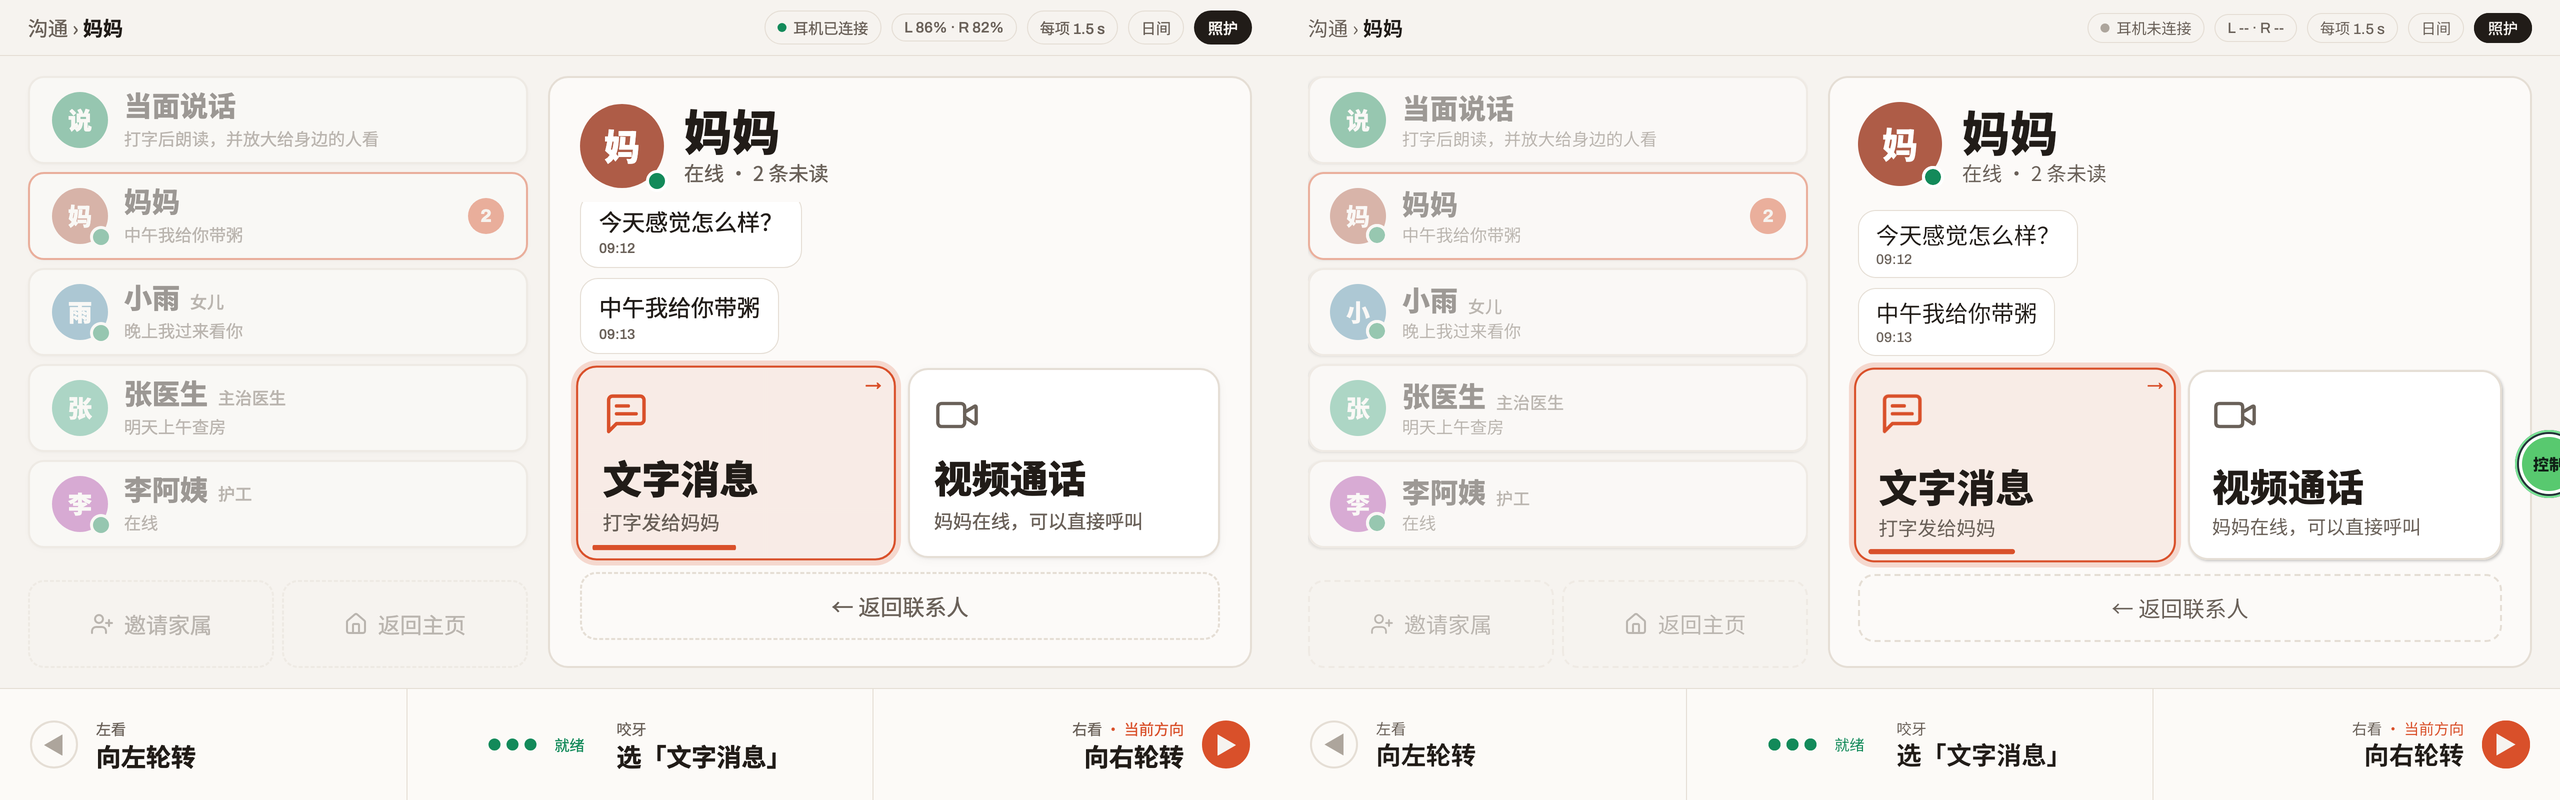 沟通 › 妈妈
耳机已连接
L 86% · R 82%
每项 1.5 s
日间
照护
说
当面说话
打字后朗读，并放大给身边的人看
妈
妈妈
中午我给你带粥
2
雨
小雨 女儿
晚上我过来看你
张
张医生 主治医生
明天上午查房
李
李阿姨 护工
在线
邀请家属
返回主页
妈
妈妈
在线 · 2 条未读
今天感觉怎么样？
09:12
中午我给你带粥
09:13
→
文字消息
打字发给妈妈
视频通话
妈妈在线，可以直接呼叫
← 返回联系人
左看
向左轮转
就绪
咬牙
选「文字消息」
右看 · 当前方向
向右轮转
沟通 › 妈妈
耳机未连接
L -- · R --
每项 1.5 s
日间
照护
说
当面说话
打字后朗读，并放大给身边的人看
妈
妈妈
中午我给你带粥
2
小
小雨 女儿
晚上我过来看你
张
张医生 主治医生
明天上午查房
李
李阿姨 护工
在线
邀请家属
返回主页
妈
妈妈
在线 · 2 条未读
今天感觉怎么样？
09:12
中午我给你带粥
09:13
→
文字消息
打字发给妈妈
视频通话
妈妈在线，可以直接呼叫
← 返回联系人
控制
左看
向左轮转
就绪
咬牙
选「文字消息」
右看 · 当前方向
向右轮转